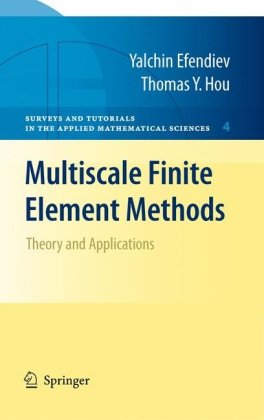 Yalchin Efendiev
Thomas Y. Hou
SURVEYS AND TUTORIALS
IN THE APPLIED MATHEMATICAL SCIENCES 4
Multiscale Finite
Element Methods
Theory and Applications
Springer